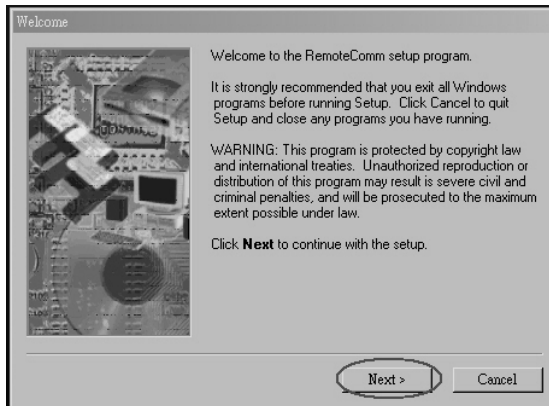 Welcome
Welcome to the RemoteComm setup program.
It is strongly recommended that you exit all Windows
programs before running Setup. Click Cancel to quit
Setup and close any programs you have running.
WARNING: This program is protected by copyright law
and international treaties. Unauthorized reproduction or
distribution of this program may result is severe civil and
criminal penalties, and will be prosecuted to the maximum
extent possible under law.
Click Next to continue with the setup.
Next >
Cancel